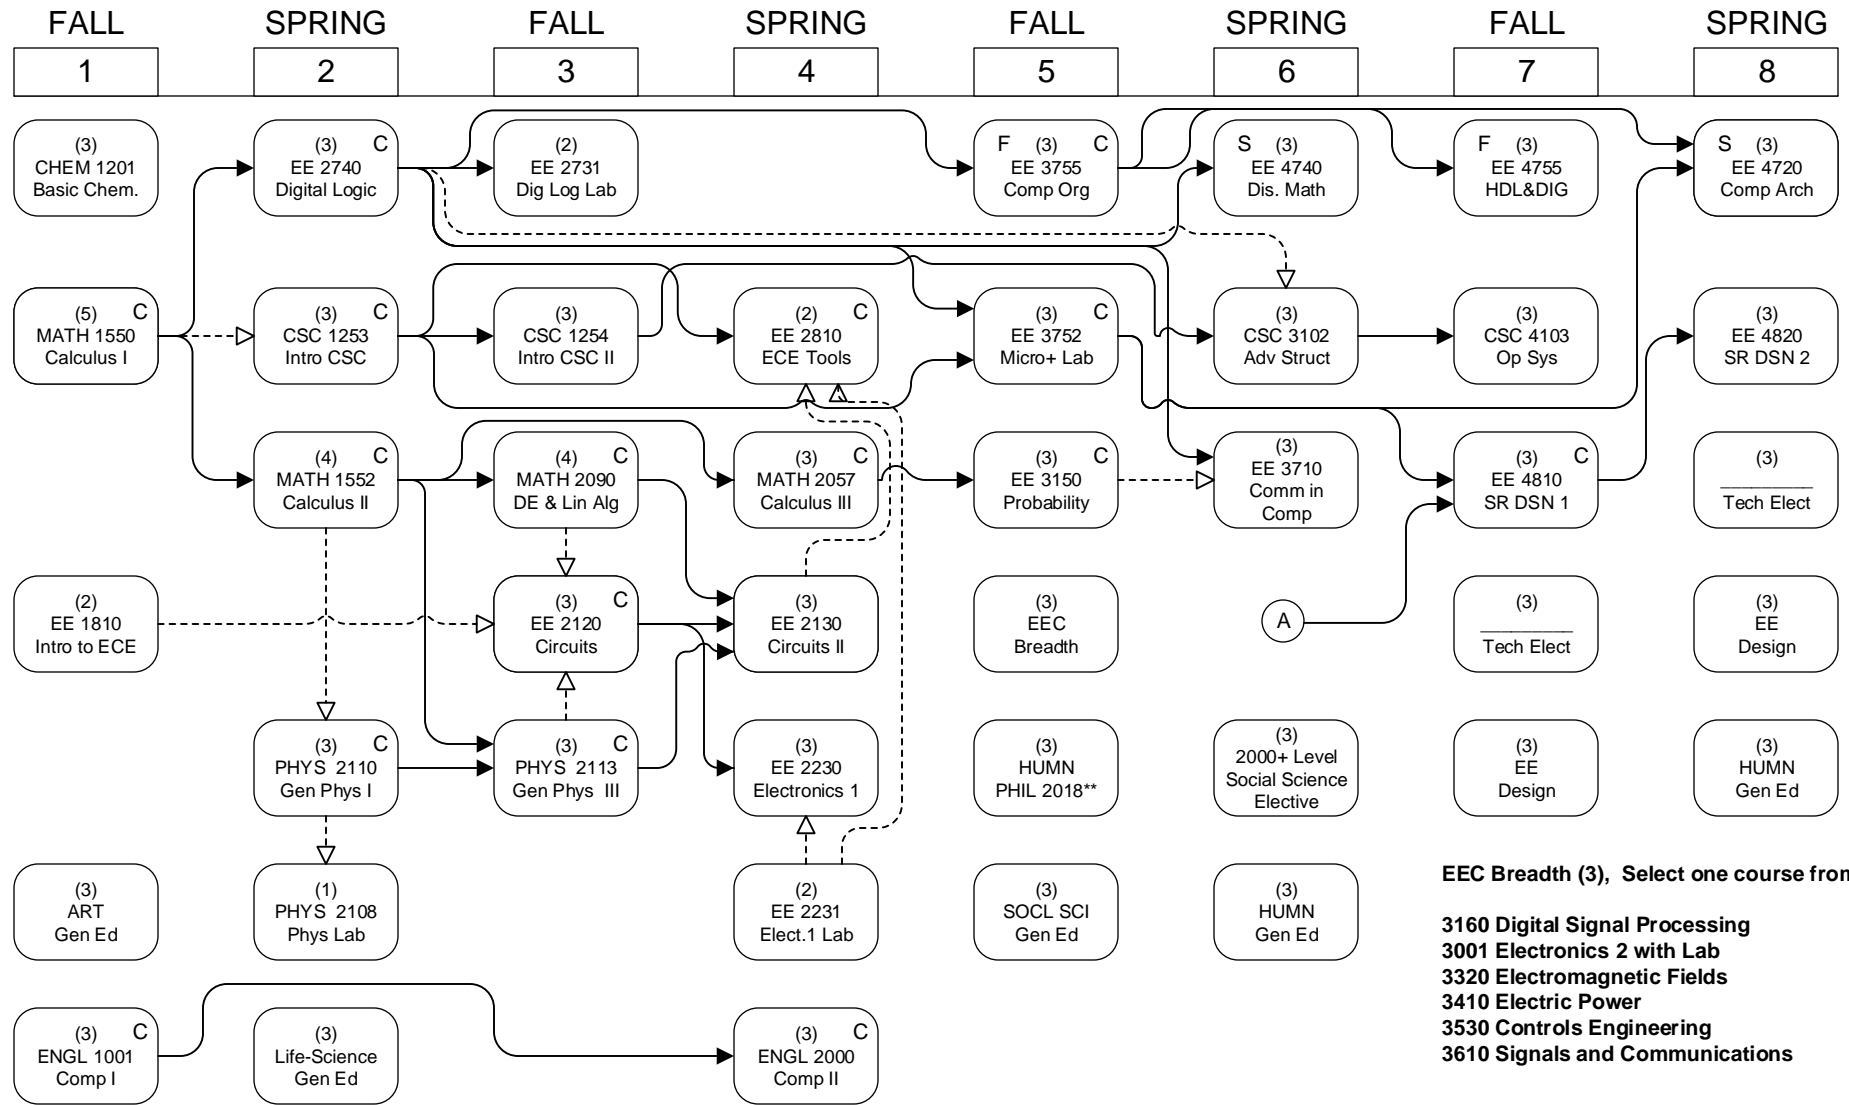 FALL
SPRING
FALL
SPRING
FALL
SPRING
FALL
SPRING
1
2
3
4
5
6
7
8
(3)
CHEM 1201
Basic Chem.
(3) C
EE 2740
Digital Logic
(2)
EE 2731
Dig Log Lab
F (3) C
EE 3755
Comp Org
S (3)
EE 4740
Dis. Math
F (3)
EE 4755
HDL&DIG
S (3)
EE 4720
Comp Arch
(5) C
MATH 1550
Calculus I
(3) C
CSC 1253
Intro CSC
(3)
CSC 1254
Intro CSC II
(2) C
EE 2810
ECE Tools
(3) C
EE 3752
Micro+ Lab
(3)
CSC 3102
Adv Struct
(3)
CSC 4103
Op Sys
(3)
EE 4820
SR DSN 2
(4) C
MATH 1552
Calculus II
(4) C
MATH 2090
DE & Lin Alg
(3) C
MATH 2057
Calculus III
(3) C
EE 3150
Probability
(3)
EE 3710
Comm in
Comp
(3) C
EE 4810
SR DSN 1
(3)
__________
Tech Elect
(2)
EE 1810
Intro to ECE
(3) C
EE 2120
Circuits
(3)
EE 2130
Circuits II
(3)
EEC
Breadth
A
(3)
__________
Tech Elect
(3)
EE
Design
(3) C
PHYS 2110
Gen Phys I
(3) C
PHYS 2113
Gen Phys III
(3)
EE 2230
Electronics 1
(3)
HUMN
PHIL 2018**
(3)
2000+ Level
Social Science
Elective
(3)
EE
Design
(3)
HUMN
Gen Ed
(3)
ART
Gen Ed
(1)
PHYS 2108
Phys Lab
(2)
EE 2231
Elect.1 Lab
(3)
SOCL SCI
Gen Ed
(3)
HUMN
Gen Ed
EEC Breadth (3), Select one course from
3160 Digital Signal Processing
3001 Electronics 2 with Lab
3320 Electromagnetic Fields
3410 Electric Power
3530 Controls Engineering
3610 Signals and Communications
(3) C
ENGL 1001
Comp I
(3)
Life-Science
Gen Ed
(3) C
ENGL 2000
Comp II